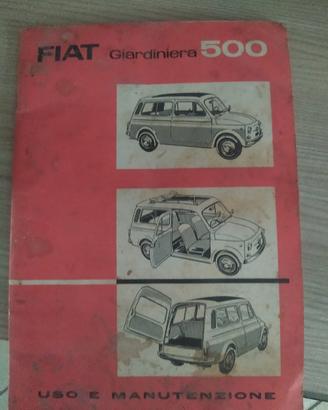 FIAT Giardiniera 500
USO E MANUTENZIONE